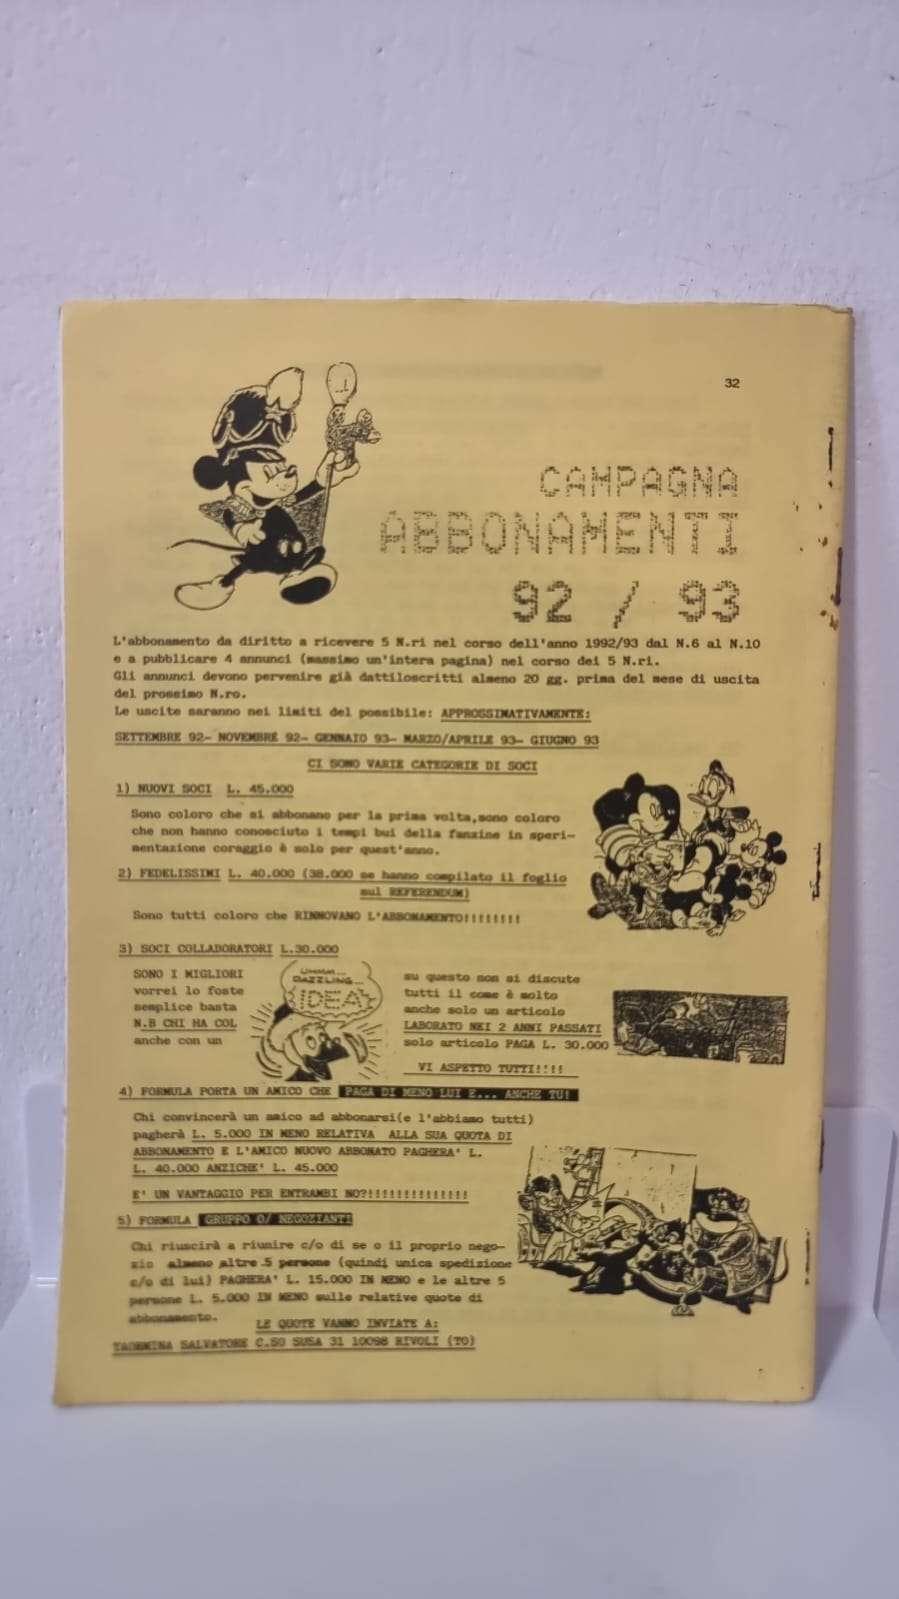 32
CAMPAGNA
ABBONAMENTI
92 / 93
L'abbonamento da diritto a ricevere 5 N.ri nel corso dell'anno 1992/93 dal N.6 al N.10
e a pubblicare 4 annunci (massimo un'intera pagina) nel corso dei 5 N.ri.
Gli annunci devono pervenire già dattiloscritti almeno 20 gg. prima del mese di uscita
del prossimo N.ro.
Le uscite saranno nei limiti del possibile: APPROSSIMATIVAMENTE:
SETTEMBRE 92- NOVEMBRE 92- GENNAIO 93- MARZO/APRILE 93- GIUGNO 93
CI SONO VARIE CATEGORIE DI SOCI
1) NUOVI SOCI L. 45.000
Sono coloro che si abbonano per la prima volta,sono coloro
che non hanno conosciuto i tempi bui della fanzine in speri-
mentazione coraggio è solo per quest'anno.
2) FEDELISSIMI L. 40.000 (38.000 se hanno compilato il foglio
sul REFERENDUM)
Sono tutti coloro che RINNOVANO L'ABBONAMENTO!!!!!!!!
3) SOCI COLLABORATORI L.30.000
UHMM...
DAZZLING...
IDEA
SONO I MIGLIORI su questo non si discute
vorrei lo foste tutti il come è molto
semplice basta anche solo un articolo
N.B CHI HA COL LABORATO NEI 2 ANNI PASSATI
anche con un solo articolo PAGA L. 30.000
VI ASPETTO TUTTI!!!!
4) FORMULA PORTA UN AMICO CHE PAGA DI MENO LUI E... ANCHE TU!
Chi convincerà un amico ad abbonarsi(e l'abbiamo tutti)
pagherà L. 5.000 IN MENO RELATIVA ALLA SUA QUOTA DI
ABBONAMENTO E L'AMICO NUOVO ABBONATO PAGHERA' L.
L. 40.000 ANZICHE' L. 45.000
E' UN VANTAGGIO PER ENTRAMBI NO?!!!!!!!!!!!!!!!
5) FORMULA GRUPPO O/ NEGOZIANTI
Chi riuscirà a riunire c/o di se o il proprio nego-
zio almeno altre 5 persone (quindi unica spedizione
c/o di lui) PAGHERA' L. 15.000 IN MENO e le altre 5
persone L. 5.000 IN MENO sulle relative quote di
abbonamento.
LE QUOTE VANNO INVIATE A:
TAORMINA SALVATORE C.SO SUSA 31 10098 RIVOLI (TO)